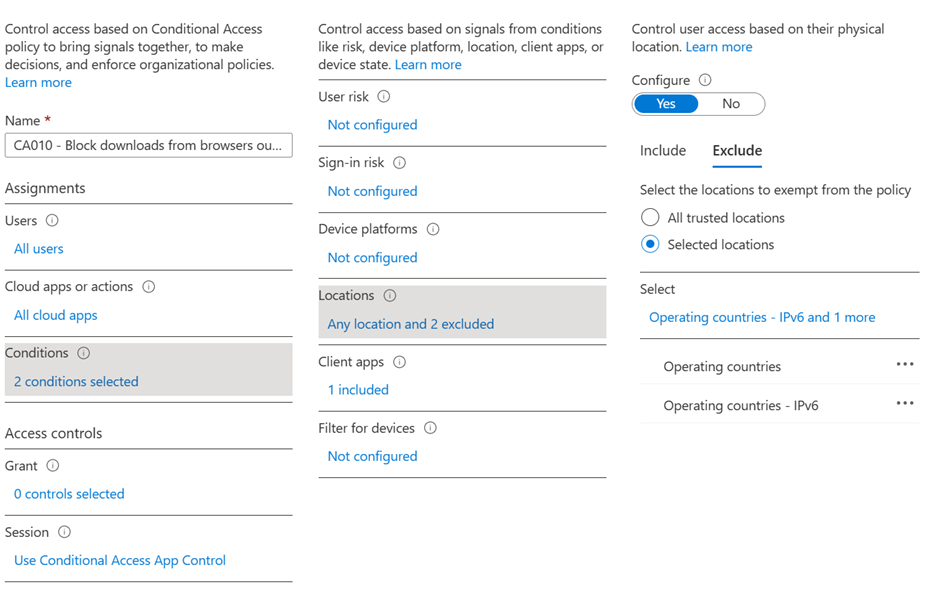 Control access based on Conditional Access
policy to bring signals together, to make
decisions, and enforce organizational policies.
Learn more
Name *
CA010 - Block downloads from browsers ou...
Assignments
Users
All users
Cloud apps or actions
All cloud apps
Conditions
2 conditions selected
Access controls
Grant
0 controls selected
Session
Use Conditional Access App Control
Control access based on signals from conditions
like risk, device platform, location, client apps, or
device state. Learn more
User risk
Not configured
Sign-in risk
Not configured
Device platforms
Not configured
Locations
Any location and 2 excluded
Client apps
1 included
Filter for devices
Not configured
Control user access based on their physical
location. Learn more
Configure
Yes No
Include Exclude
Select the locations to exempt from the policy
All trusted locations
Selected locations
Select
Operating countries - IPv6 and 1 more
Operating countries
Operating countries - IPv6